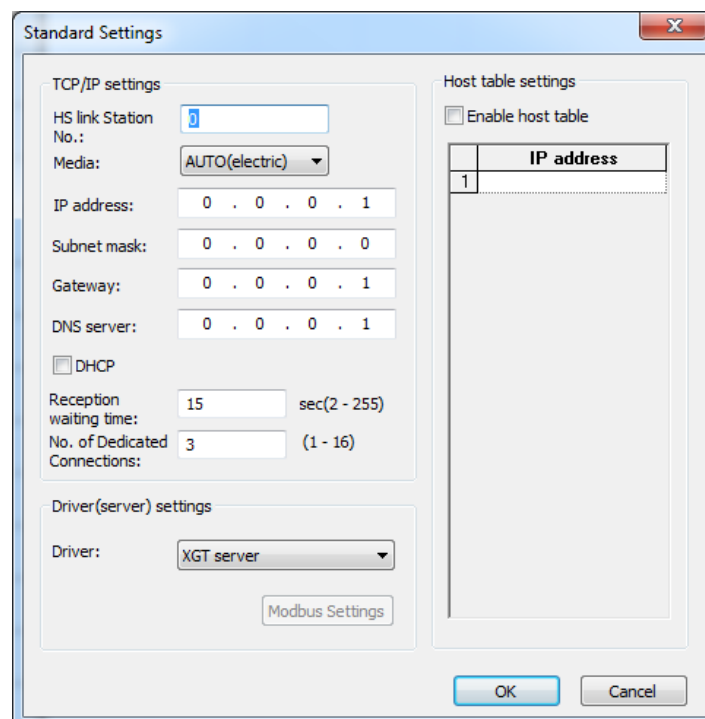 Standard Settings
TCP/IP settings
HS link Station
No.:
0
Media:
AUTO(electric)
IP address:
0 . 0 . 0 . 1
Subnet mask:
0 . 0 . 0 . 0
Gateway:
0 . 0 . 0 . 1
DNS server:
0 . 0 . 0 . 1
DHCP
Reception
waiting time:
15
sec(2 - 255)
No. of Dedicated
Connections:
3
(1 - 16)
Driver(server) settings
Driver:
XGT server
Modbus Settings
Host table settings
Enable host table
IP address
1
OK
Cancel